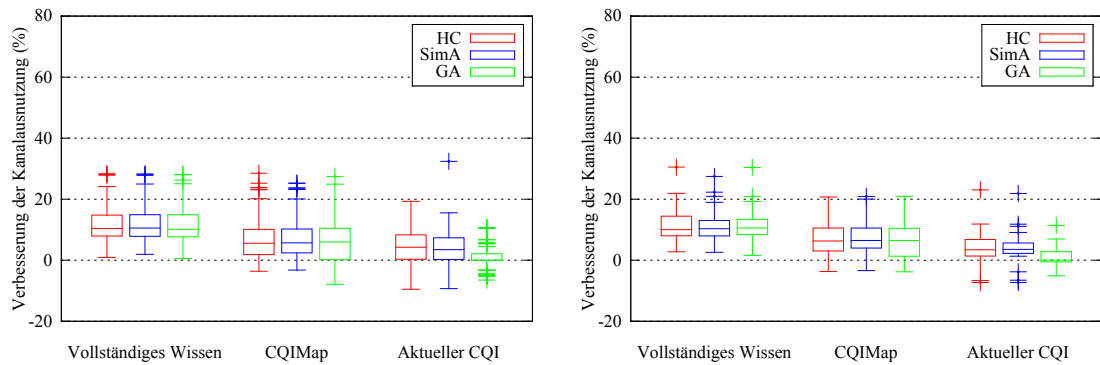 Verbesserung der Kanalausnutzung (%)
80
60
40
20
0
-20
HC
SimA
GA
Vollständiges Wissen
CQIMap
Aktueller CQI
Verbesserung der Kanalausnutzung (%)
80
60
40
20
0
-20
HC
SimA
GA
Vollständiges Wissen
CQIMap
Aktueller CQI